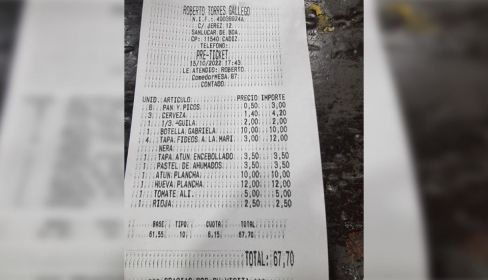 ROBERTO TORRES GALLEGO
N.I.F.: 49036924A
C/ JEREZ 12
SANLUCAR DE BDA.
CP: 11540 CADIZ
TELEFONO:
PRE-TICKET
15/10/2022 17:43
LE ATENDIO: ROBERTO
ComedorMESA.B7
CONTADO
UNID. ARTICULO PRECIO IMPORTE
6 PAN Y PICOS 0,50 3,00
3 CERVEZA 1,40 4,20
1 1/3 AGUILA 2,00 2,00
1 BOTELLA GABRIELA 10,00 10,00
4 TAPA FIDEOS A LA MARI 3,00 12,00
NERA
1 TAPA ATUN ENCEBOLLADO 3,50 3,50
1 PASTEL DE AHUMADOS 3,50 3,50
1 ATUN PLANCHA 10,00 10,00
1 HUEVA PLANCHA 12,00 12,00
1 TOMATE ALI 5,00 5,00
1 RIOJA 2,50 2,50
BASE TIPO CUOTA TOTAL
61,55 10 6,15 67,70
TOTAL: 67,70